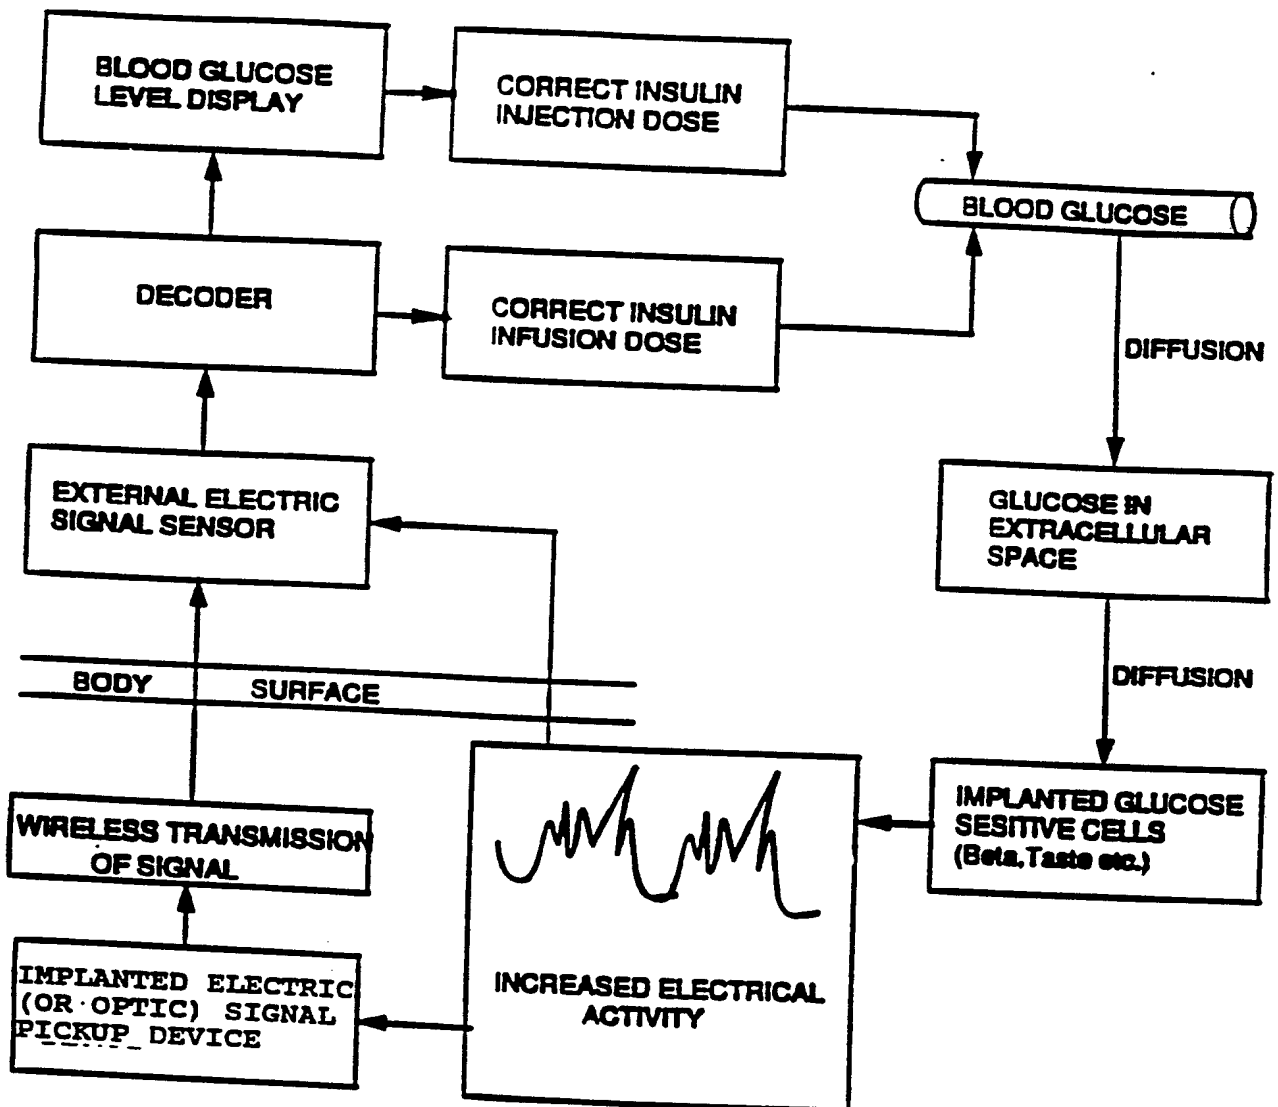 BLOOD GLUCOSE
LEVEL DISPLAY
CORRECT INSULIN
INJECTION DOSE
BLOOD GLUCOSE
DECODER
CORRECT INSULIN
INFUSION DOSE
DIFFUSION
EXTERNAL ELECTRIC
SIGNAL SENSOR
GLUCOSE IN
EXTRACELLULAR
SPACE
BODY SURFACE
DIFFUSION
WIRELESS TRANSMISSION
OF SIGNAL
IMPLANTED GLUCOSE
SESITIVE CELLS
(Beta,Taste etc.)
IMPLANTED ELECTRIC
(OR OPTIC) SIGNAL
PICKUP DEVICE
INCREASED ELECTRICAL
ACTIVITY